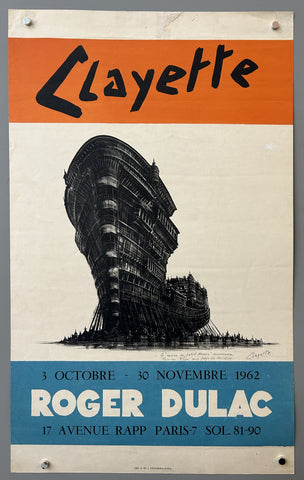 Clayette
Clayette
3 OCTOBRE - 30 NOVEMBRE 1962
ROGER DULAC
17 AVENUE RAPP PARIS-7 SOL. 81-90